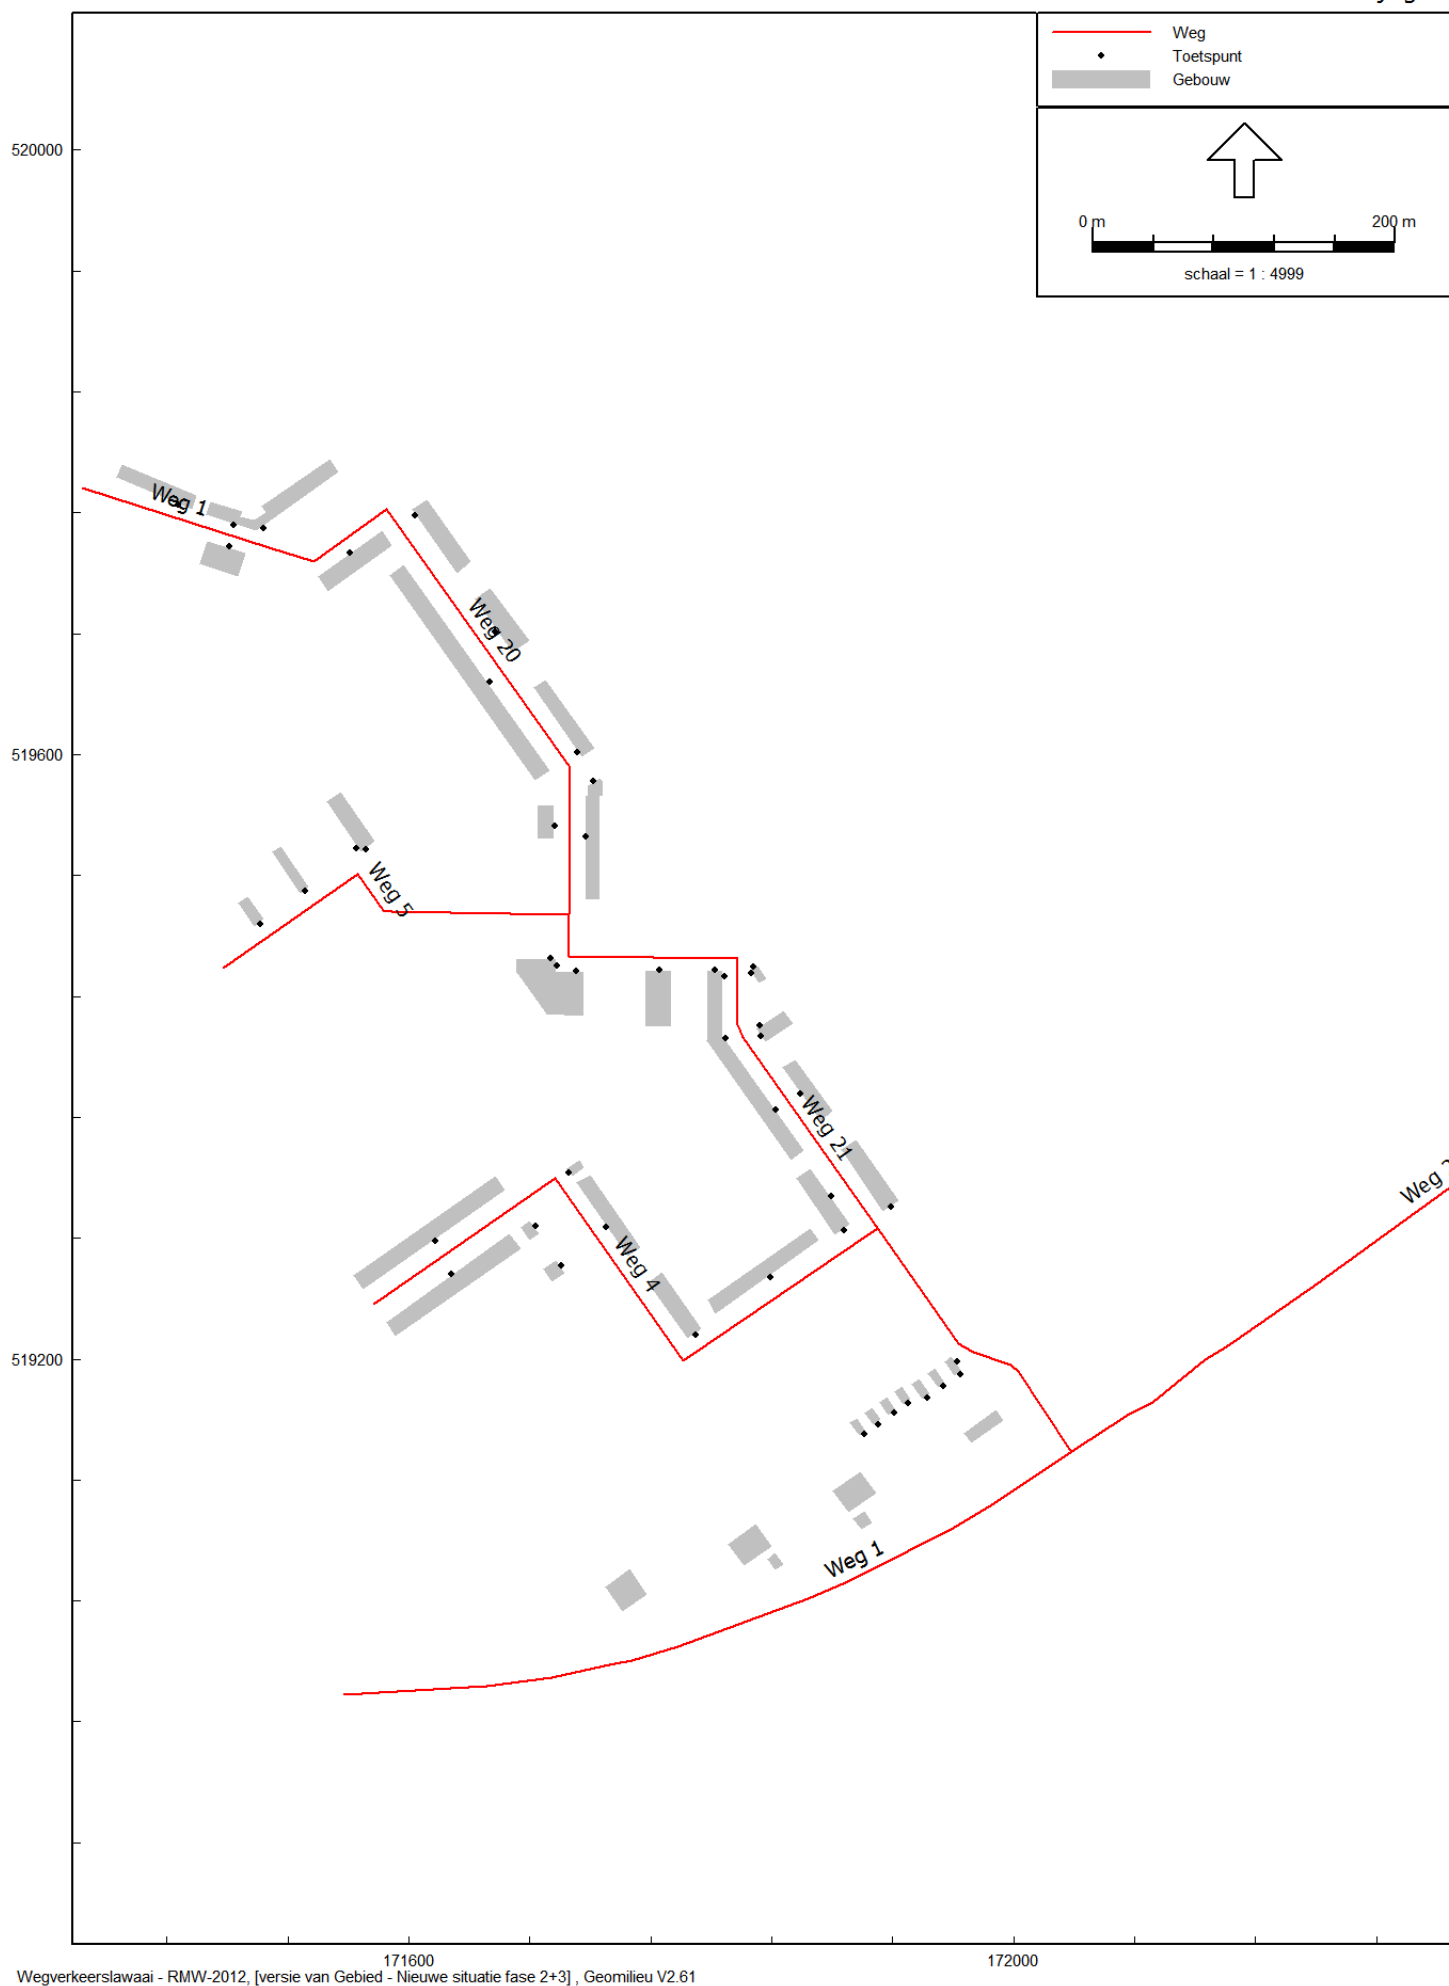 Weg
Toetspunt
Gebouw
520000
0 m 200 m
schaal = 1 : 4999
Weg 1
Weg 20
519600
Weg 5
Weg 21
Weg
Weg 4
519200
Weg 1
171600 172000
Wegverkeerslawaai - RMW-2012, [versie van Gebied - Nieuwe situatie fase 2+3] , Geomilieu V2.61